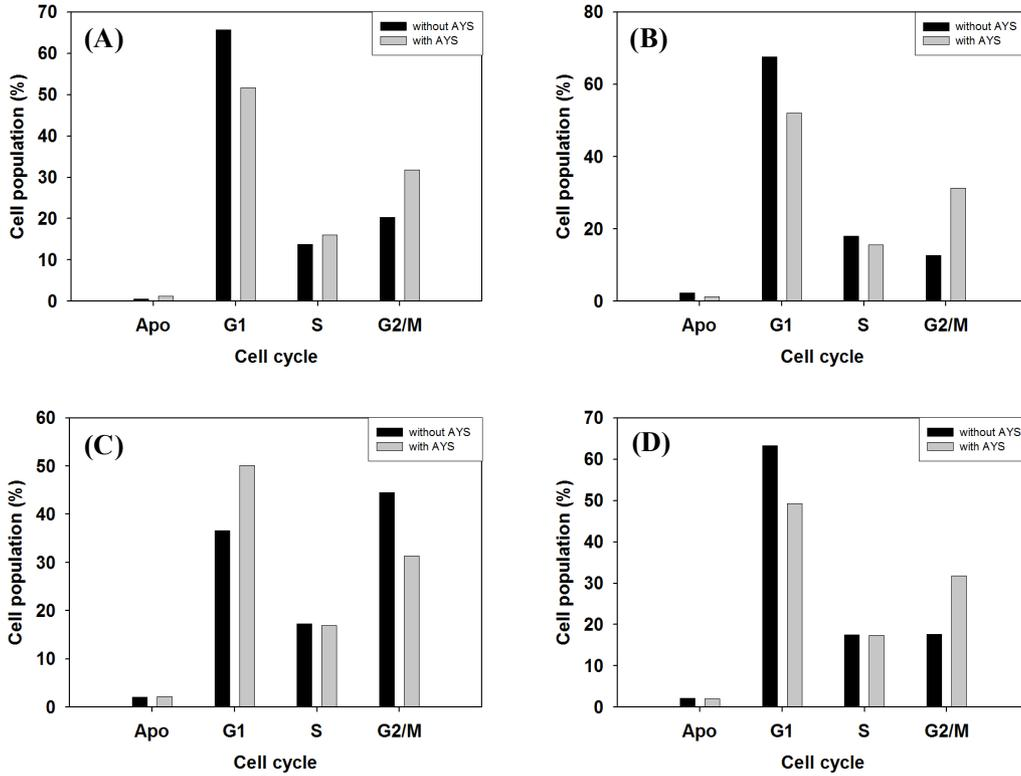 (A)
without AYS
with AYS
Cell population (%)
70
60
50
40
30
20
10
0
Apo G1 S G2/M
Cell cycle
(B)
without AYS
with AYS
Cell population (%)
80
60
40
20
0
Apo G1 S G2/M
Cell cycle
(C)
without AYS
with AYS
Cell population (%)
60
50
40
30
20
10
0
Apo G1 S G2/M
Cell cycle
(D)
without AYS
with AYS
Cell population (%)
70
60
50
40
30
20
10
0
Apo G1 S G2/M
Cell cycle